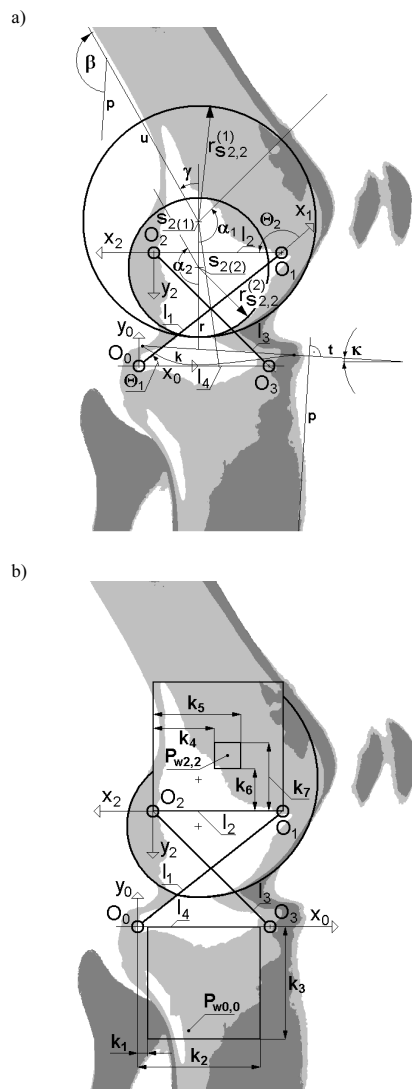 a)
β
p
u
r_{S2,2}^{(1)}
γ
S_{2(1)}
α_1
l_2
Θ_2
x_1
x_2
O_2
α_2
S_{2(2)}
O_1
y_2
r_{S2,2}^{(2)}
l_1
r
l_3
y_0
O_0
k
t
κ
Θ_1
x_0
l_4
O_3
p
b)
k_5
k_4
P_{w2,2}
k_6
k_7
x_2
O_2
l_2
O_1
y_2
l_1
y_0
l_3
O_0
l_4
O_3
x_0
k_3
P_{w0,0}
k_1
k_2